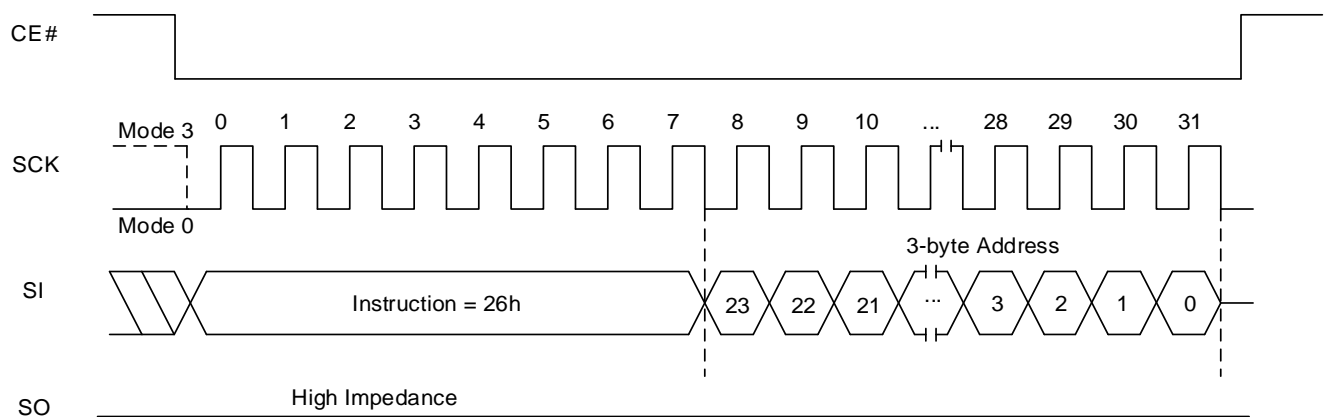 CE#
Mode 3
0 1 2 3 4 5 6 7 8 9 10 ... 28 29 30 31
SCK
Mode 0
3-byte Address
SI
Instruction = 26h
23 22 21 ... 3 2 1 0
High Impedance
SO